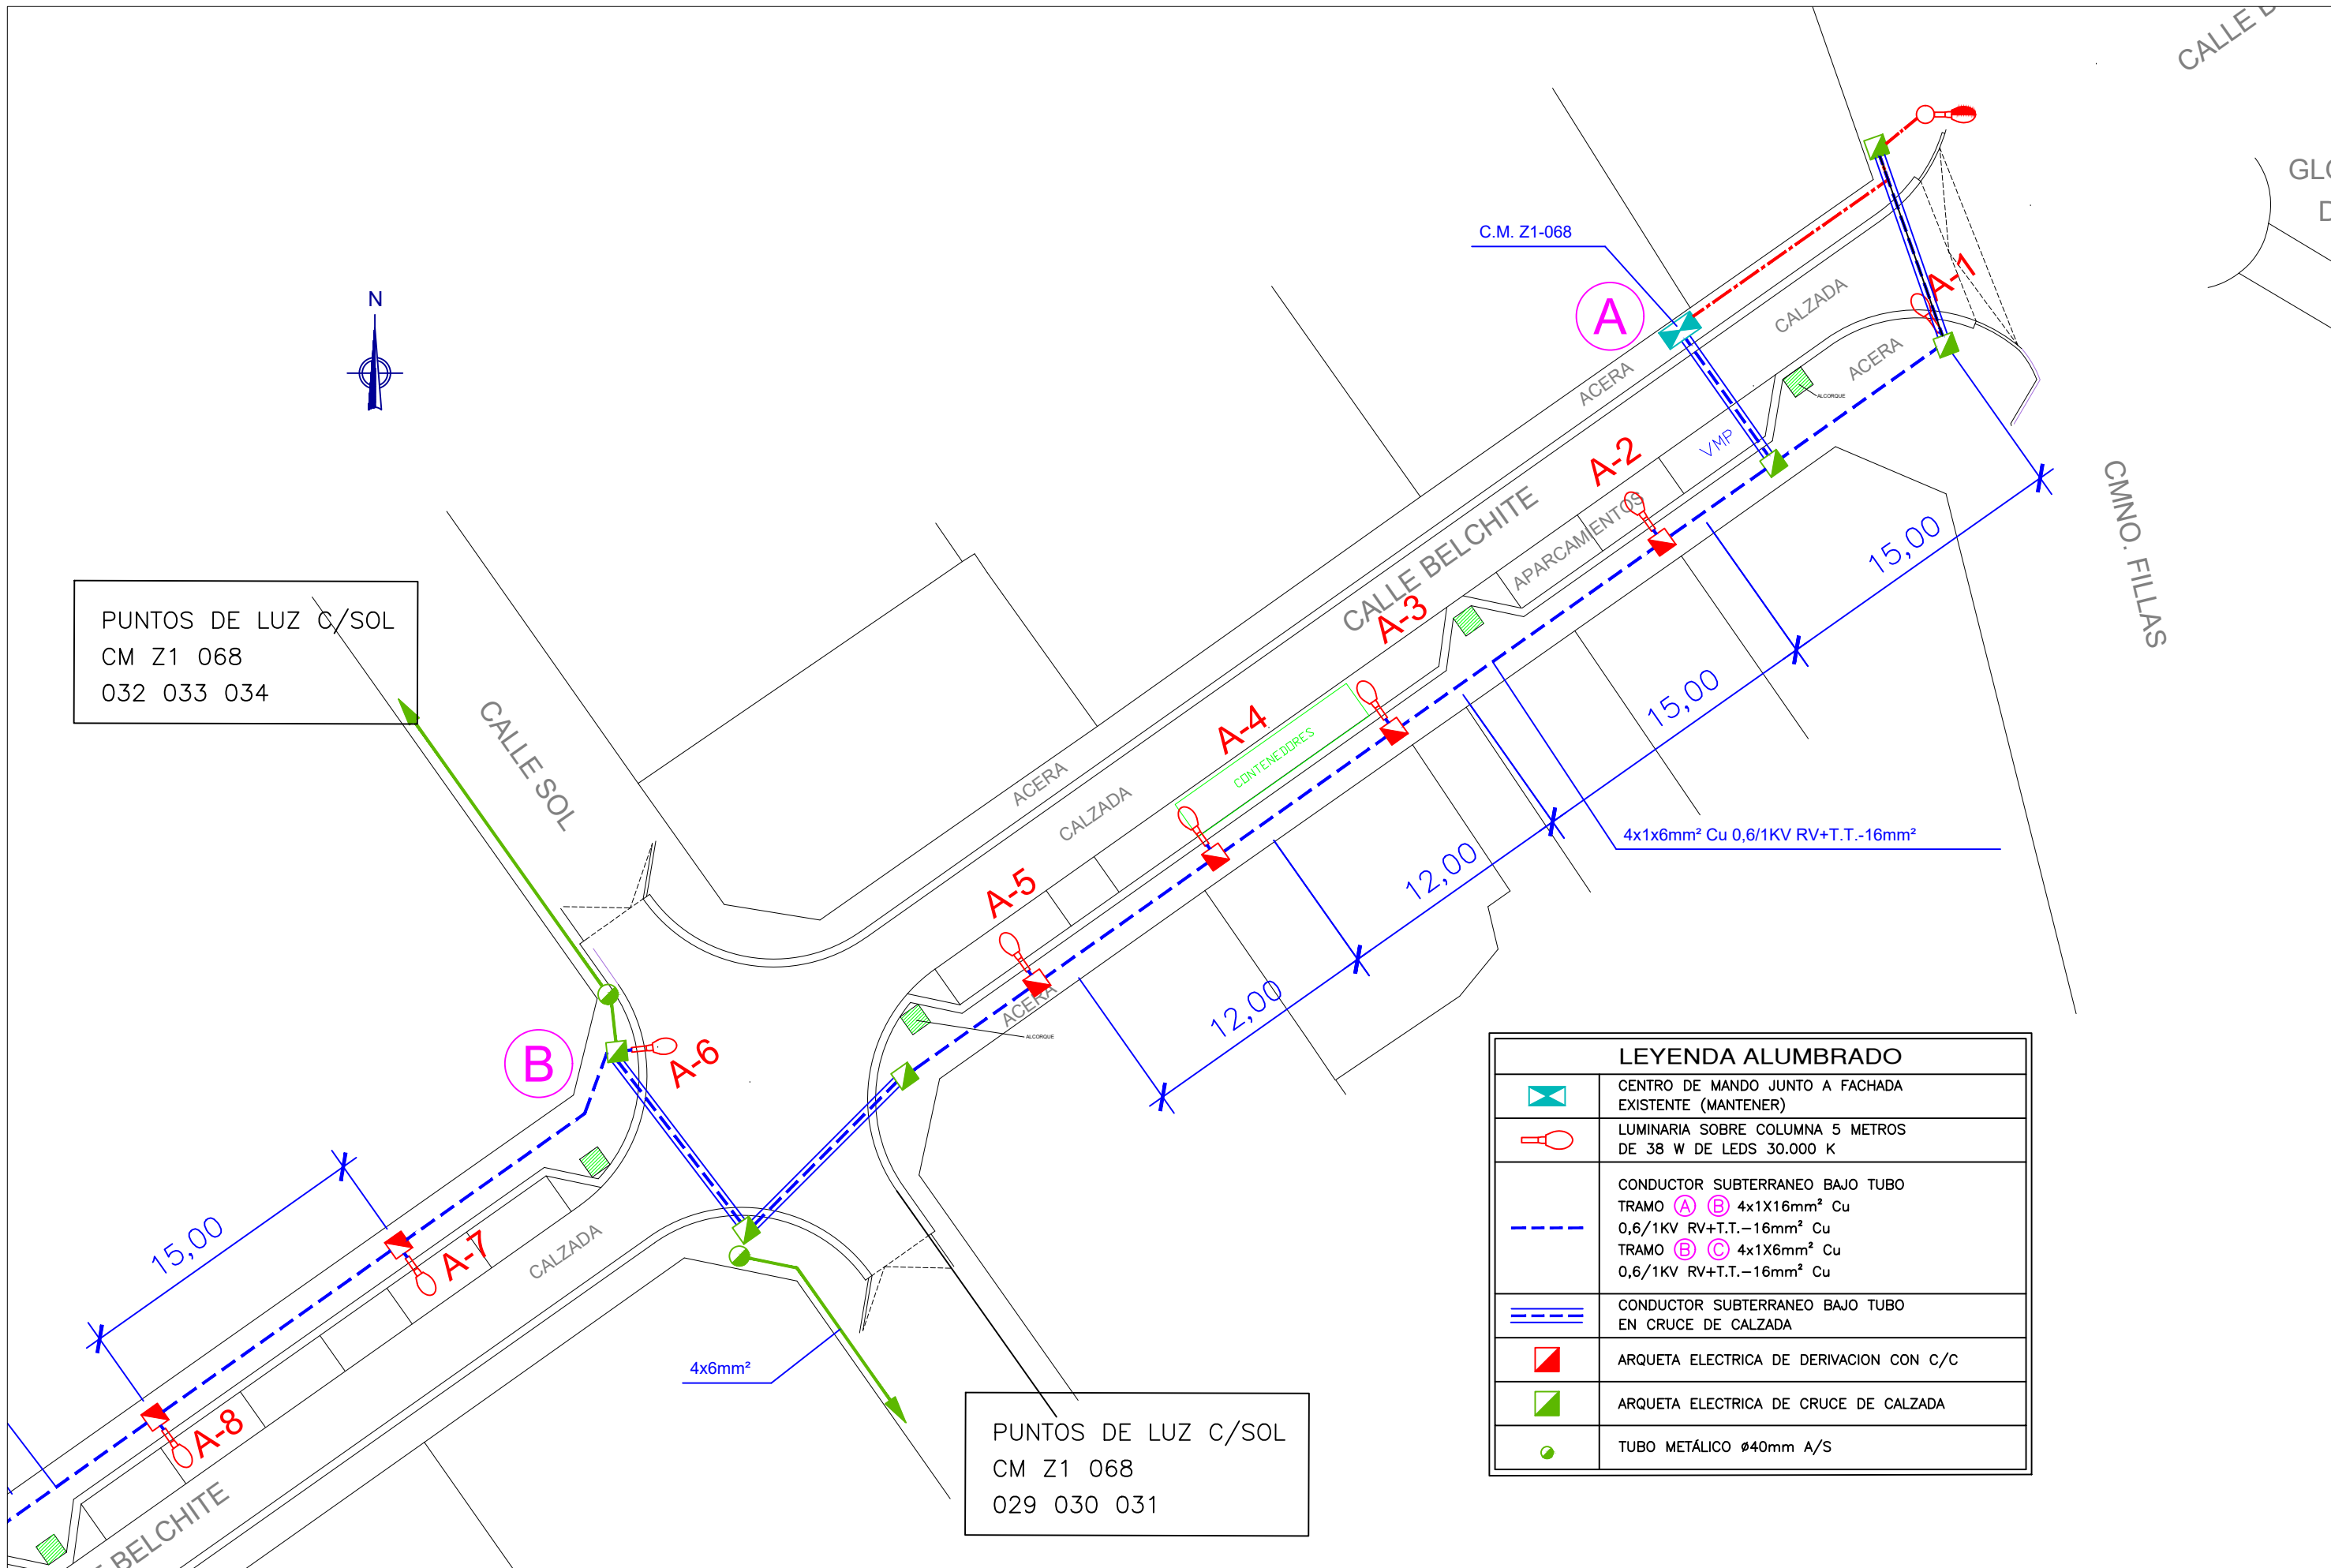 CALLE
GLO
D
N
C.M. Z1-068
A
A-1
CALZADA
ACERA
ACERA
ALCORQUE
VMP
A-2
APARCAMIENTOS
CALLE BELCHITE
CMNO. FILLAS
15,00
A-3
15,00
PUNTOS DE LUZ C/SOL
CM Z1 068
032 033 034
CALLE SOL
A-4
CONTENEDORES
ACERA
CALZADA
4x1x6mm² Cu 0,6/1KV RV+T.T.-16mm²
12,00
A-5
12,00
ACERA
ALCORQUE
B
A-6
15,00
A-7
CALZADA
A-8
BELCHITE
4x6mm²
PUNTOS DE LUZ C/SOL
CM Z1 068
029 030 031
LEYENDA ALUMBRADO
CENTRO DE MANDO JUNTO A FACHADA
EXISTENTE (MANTENER)
LUMINARIA SOBRE COLUMNA 5 METROS
DE 38 W DE LEDS 30.000 K
CONDUCTOR SUBTERRANEO BAJO TUBO
TRAMO A B 4x1X16mm² Cu
0,6/1KV RV+T.T.-16mm² Cu
TRAMO B C 4x1X6mm² Cu
0,6/1KV RV+T.T.-16mm² Cu
CONDUCTOR SUBTERRANEO BAJO TUBO
EN CRUCE DE CALZADA
ARQUETA ELECTRICA DE DERIVACION CON C/C
ARQUETA ELECTRICA DE CRUCE DE CALZADA
TUBO METÁLICO ø40mm A/S